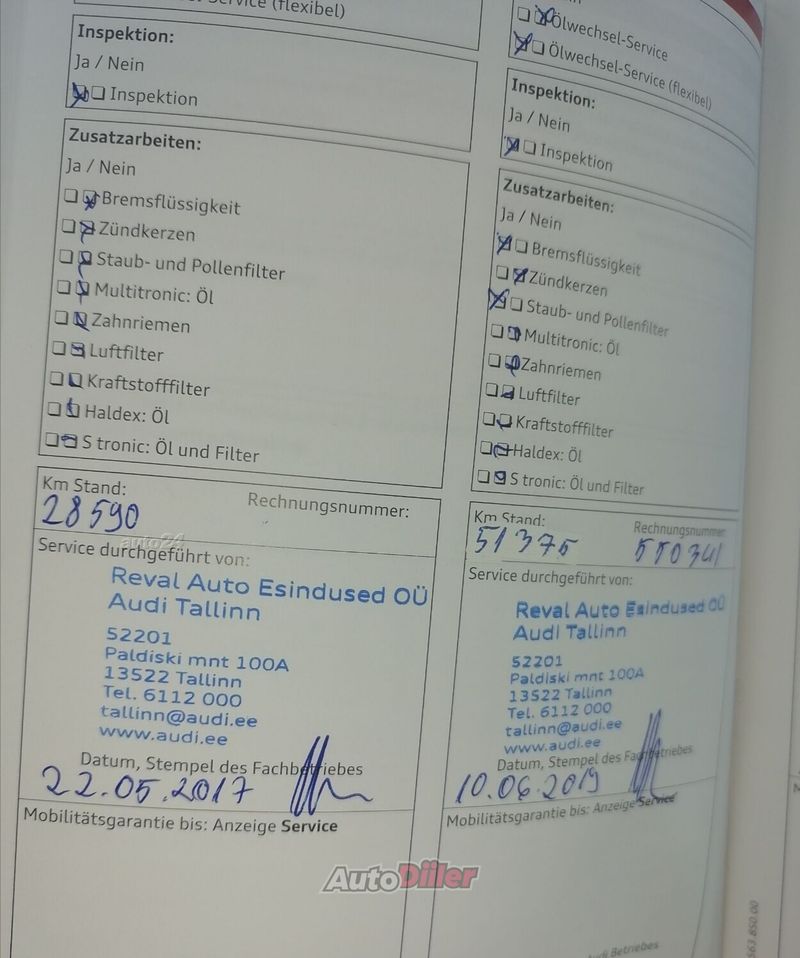 Service (flexibel)
Inspektion:
Ja / Nein
Inspektion
Zusatzarbeiten:
Ja / Nein
Bremsflüssigkeit
Zündkerzen
Staub- und Pollenfilter
Multitronic: Öl
Zahnriemen
Luftfilter
Kraftstofffilter
Haldex: Öl
S tronic: Öl und Filter
Km Stand:
28590
Rechnungsnummer:
auto24
Service durchgeführt von:
Reval Auto Esindused OÜ
Audi Tallinn
52201
Paldiski mnt 100A
13522 Tallinn
Tel. 6112 000
tallinn@audi.ee
www.audi.ee
Datum, Stempel des Fachbetriebes
22.05.2017
Mobilitätsgarantie bis: Anzeige Service
Ölwechsel-Service
Ölwechsel-Service (flexibel)
Inspektion:
Ja / Nein
Inspektion
Zusatzarbeiten:
Ja / Nein
Bremsflüssigkeit
Zündkerzen
Staub- und Pollenfilter
Multitronic: Öl
Zahnriemen
Luftfilter
Kraftstofffilter
Haldex: Öl
S tronic: Öl und Filter
Km Stand:
51375
Rechnungsnummer
Service durchgeführt von:
Reval Auto Esindused OÜ
Audi Tallinn
52201
Paldiski mnt 100A
13522 Tallinn
Tel. 6112 000
tallinn@audi.ee
www.audi.ee
Datum, Stempel des Fachbetriebes
10.06.2019
Mobilitätsgarantie bis: Anzeige Service
AutoDiiler
Betriebes
663.850.00